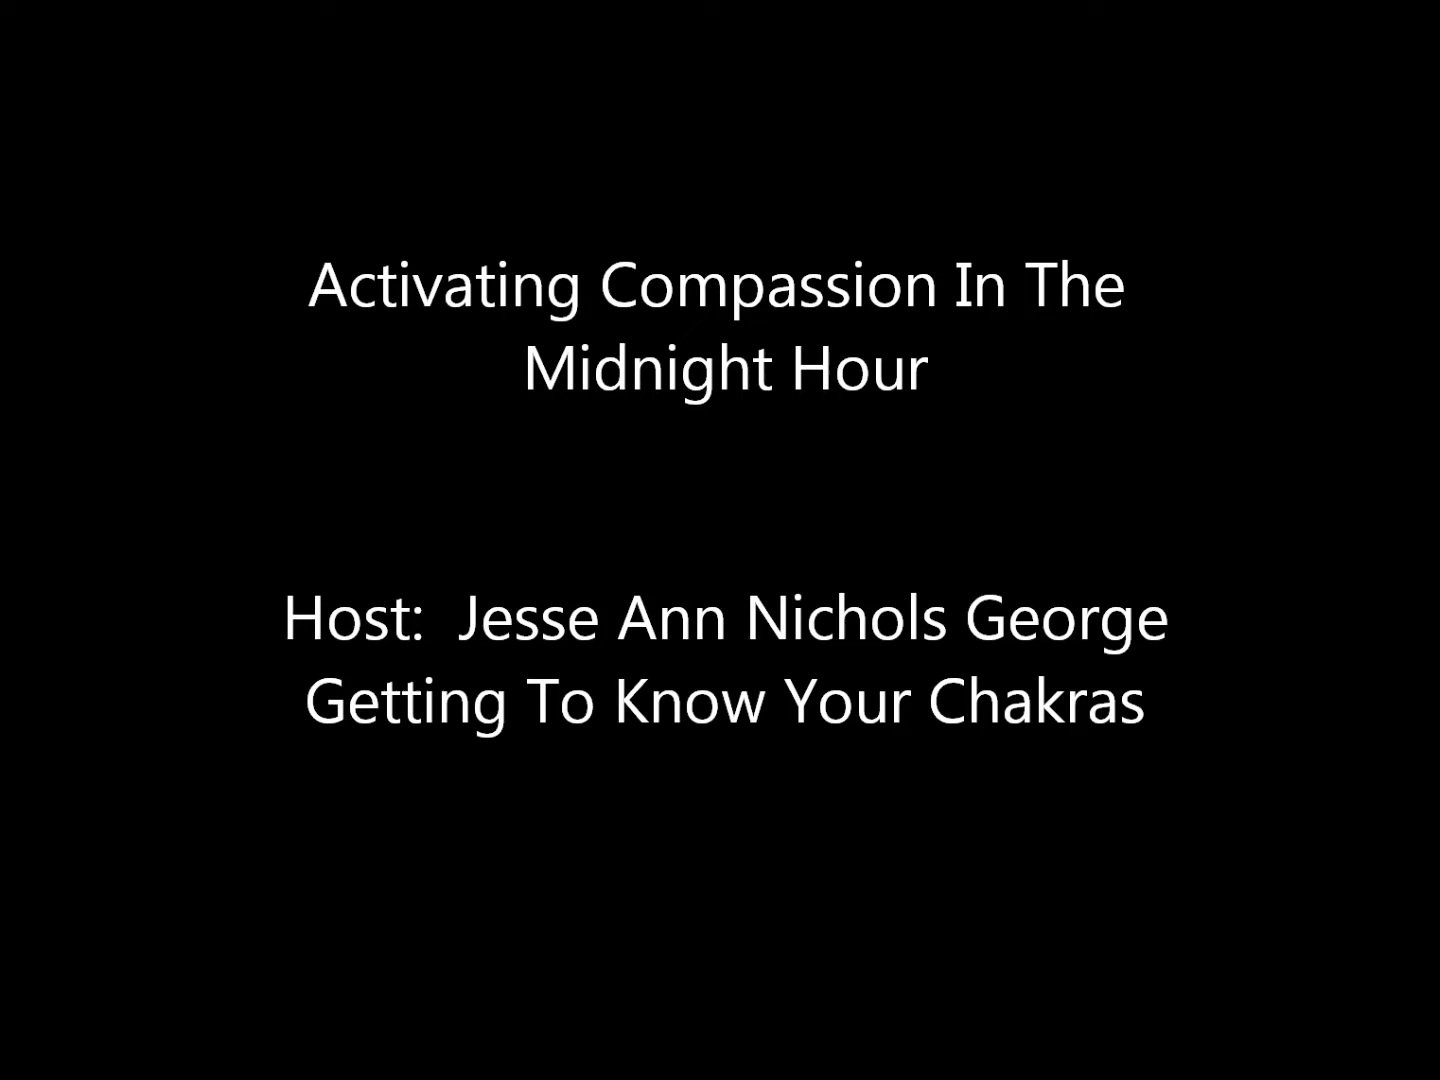 Activating Compassion In The
Midnight Hour
Host:  Jesse Ann Nichols George
Getting To Know Your Chakras